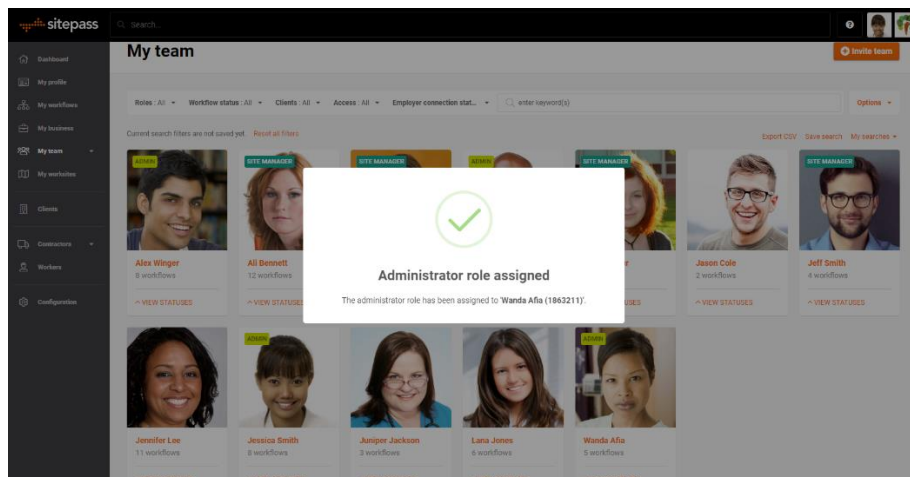 sitepass
Search...
My team
Invite team
Dashboard
My profile
My workflows
My business
My team
My worksites
Clients
Contractors
Workers
Configuration
Roles : All
Workflow status : All
Clients : All
Access : All
Employer connection stat...
enter keyword(s)
Options
Current search filters are not saved yet. Reset all filters
Export CSV
Save search
My searches
ADMIN
SITE MANAGER
SITE MANAGER
ADMIN
SITE MANAGER
SITE MANAGER
Administrator role assigned
The administrator role has been assigned to 'Wanda Afia (1863211)'.
Alex Winger
Ali Bennett
Jason Cole
Jeff Smith
12 workflows
2 workflows
4 workflows
VIEW STATUSES
VIEW STATUSES
VIEW STATUSES
VIEW STATUSES
ADMIN
ADMIN
Jennifer Lee
Jessica Smith
Juniper Jackson
Lana Jones
Wanda Afia
11 workflows
8 workflows
3 workflows
6 workflows
5 workflows